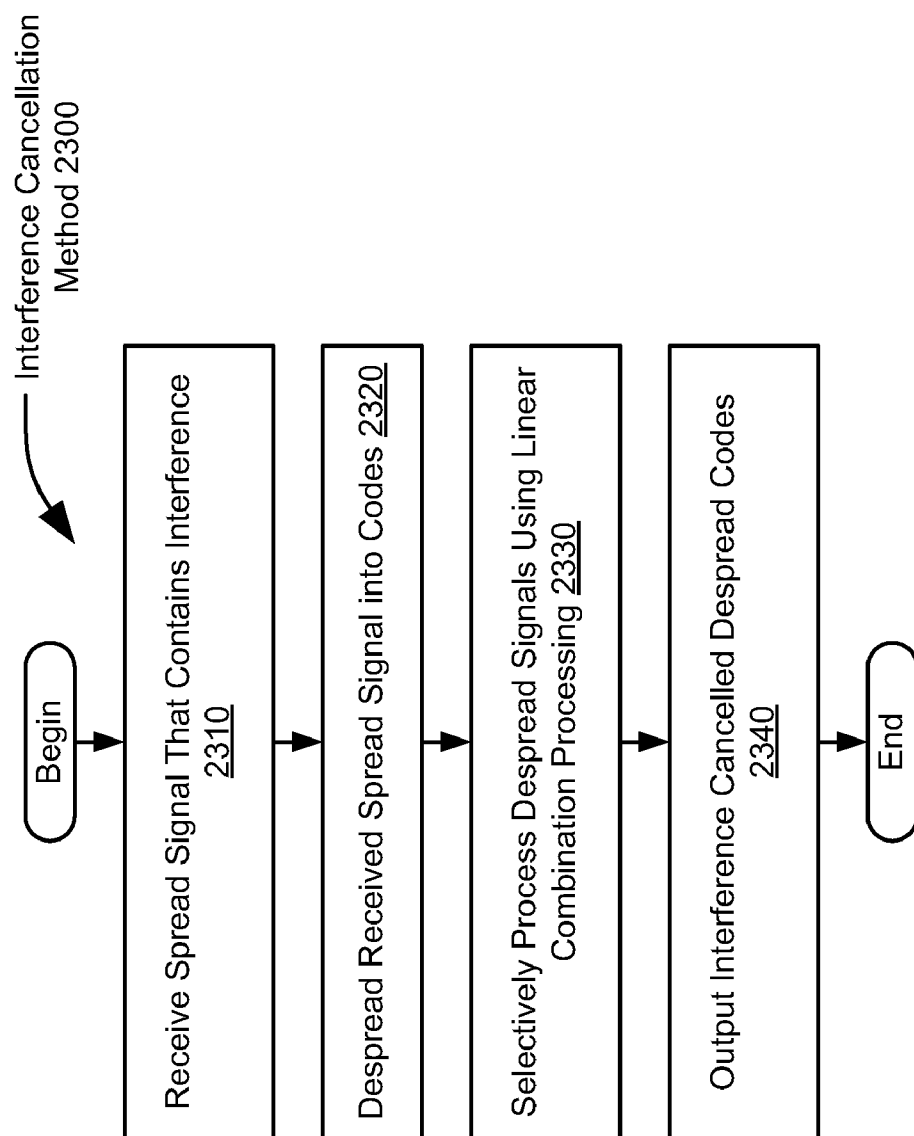 Interference Cancellation
Method 2300
Begin
Receive Spread Signal That Contains Interference
2310
Despread Received Spread Signal into Codes 2320
Selectively Process Despread Signals Using Linear
Combination Processing 2330
Output Interference Cancelled Despread Codes
2340
End